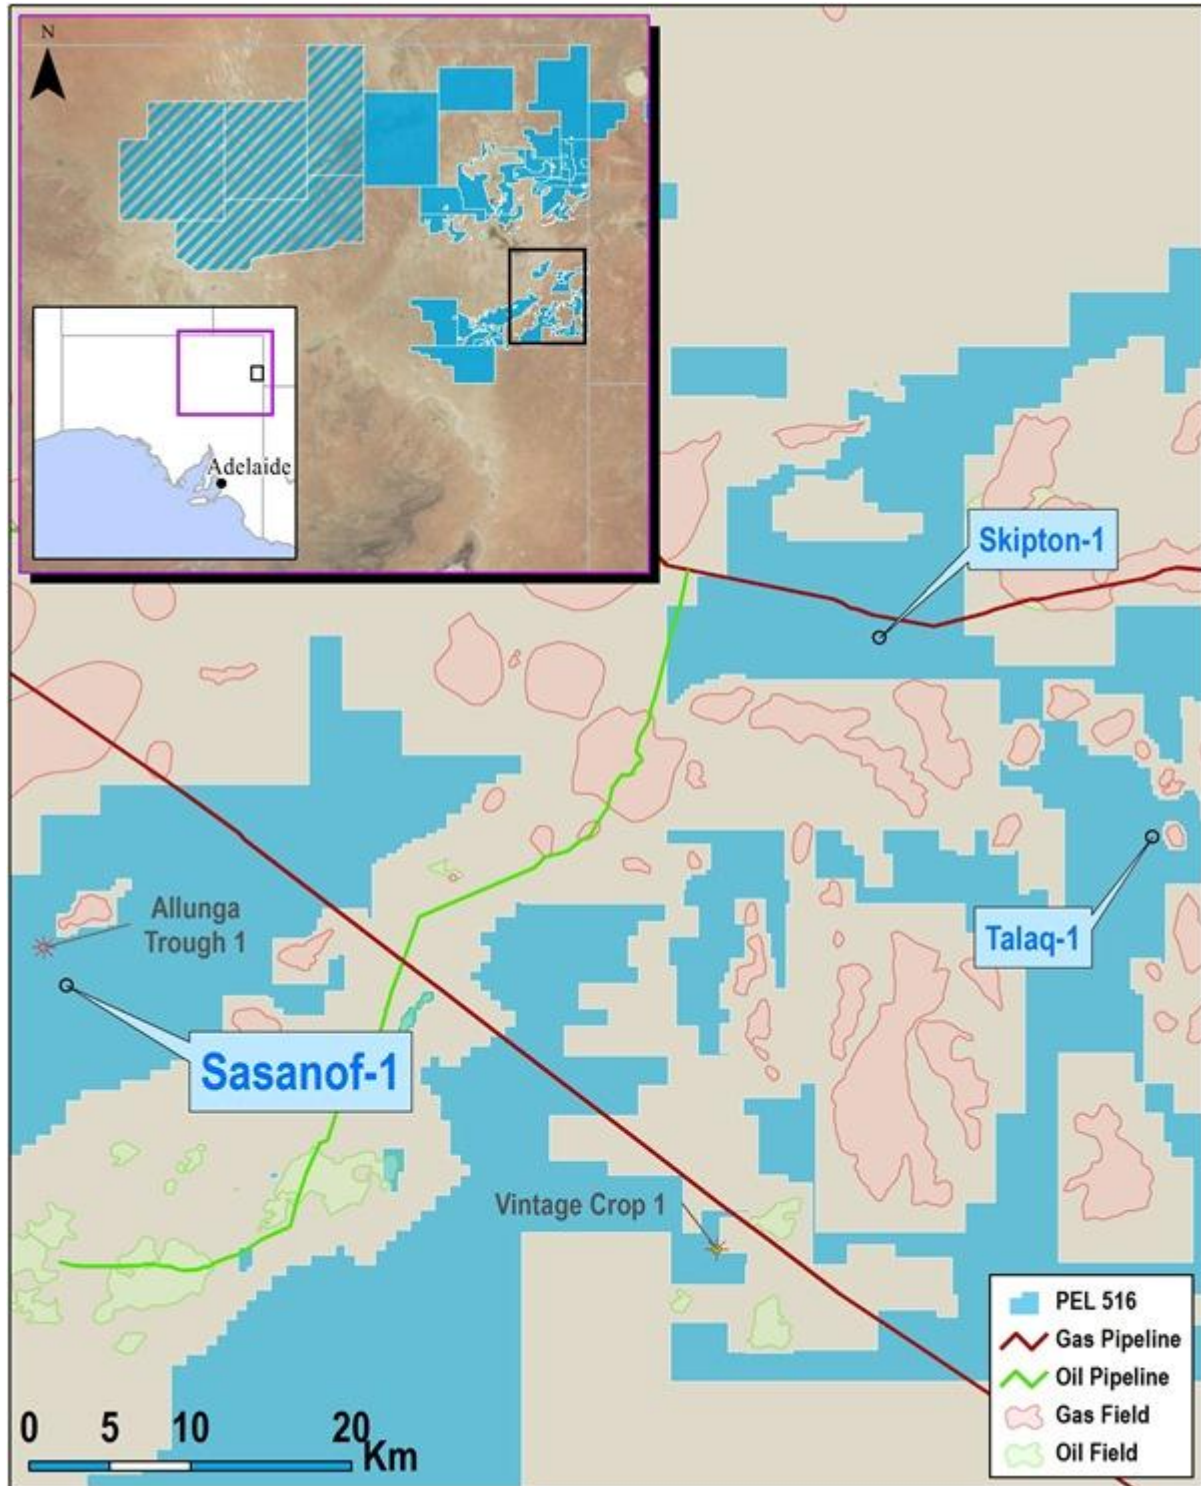 N
Adelaide
Skipton-1
Allunga
Trough 1
Talaq-1
Sasanof-1
Vintage Crop 1
PEL 516
Gas Pipeline
Oil Pipeline
Gas Field
Oil Field
0 5 10 20
Km